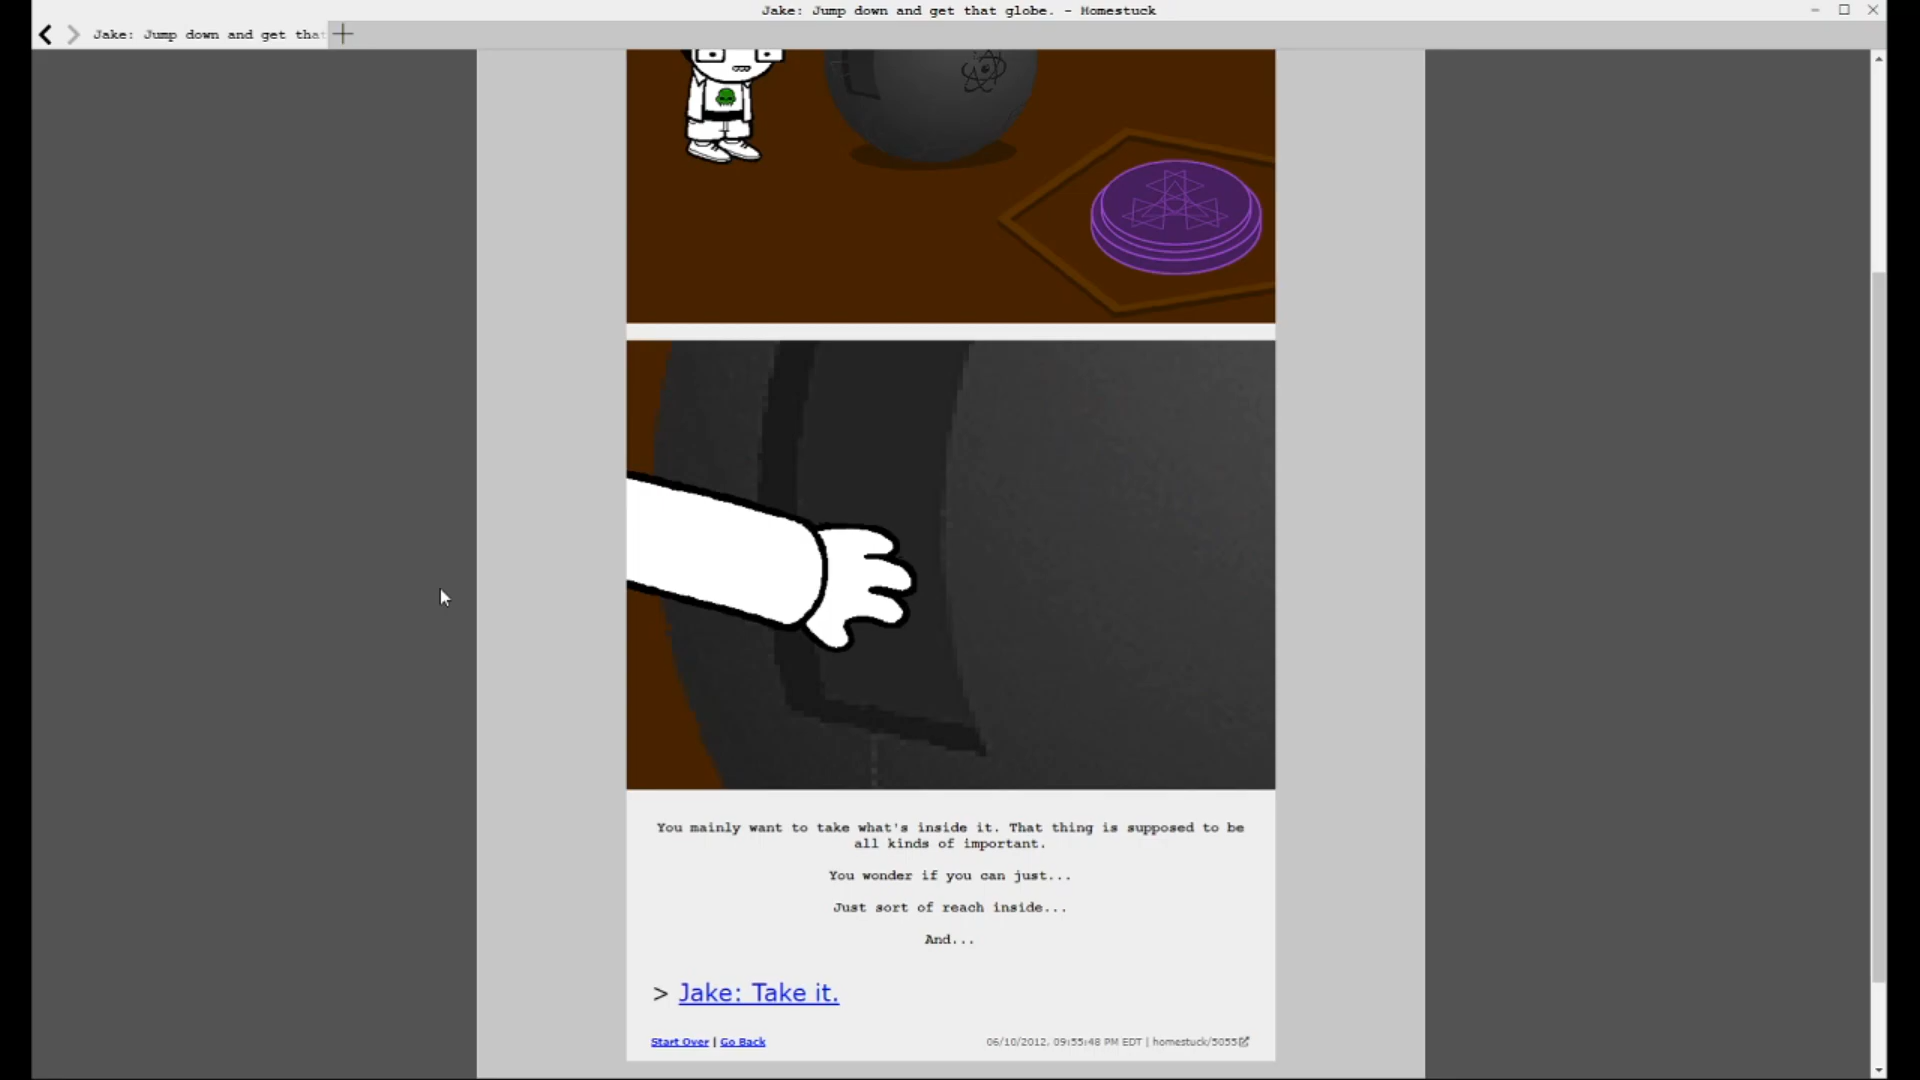 Jake: Jump down and get that globe. - Homestuck
Jake: Jump down and get tha
You mainly want to take what's inside it. That thing is supposed to be
all kinds of important.
You wonder if you can just...
Just sort of reach inside...
And...
> Jake: Take it.
Start Over | Go Back
06/10/2012, 09:55:48 PM EDT | homestuck/5055